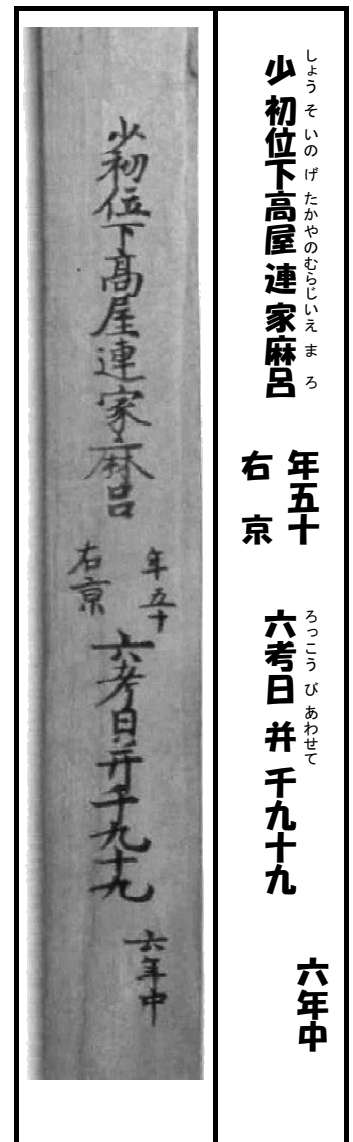 しょう そ いの げ たかやのむらじいえ ま ろ
少初位下高屋連家麻呂
年五十
右京
ろっこう び あわせて
六考日并千九十九
六年中
少初位下高屋連家麻呂
年五十
右京
六考日并千九十九
六年中